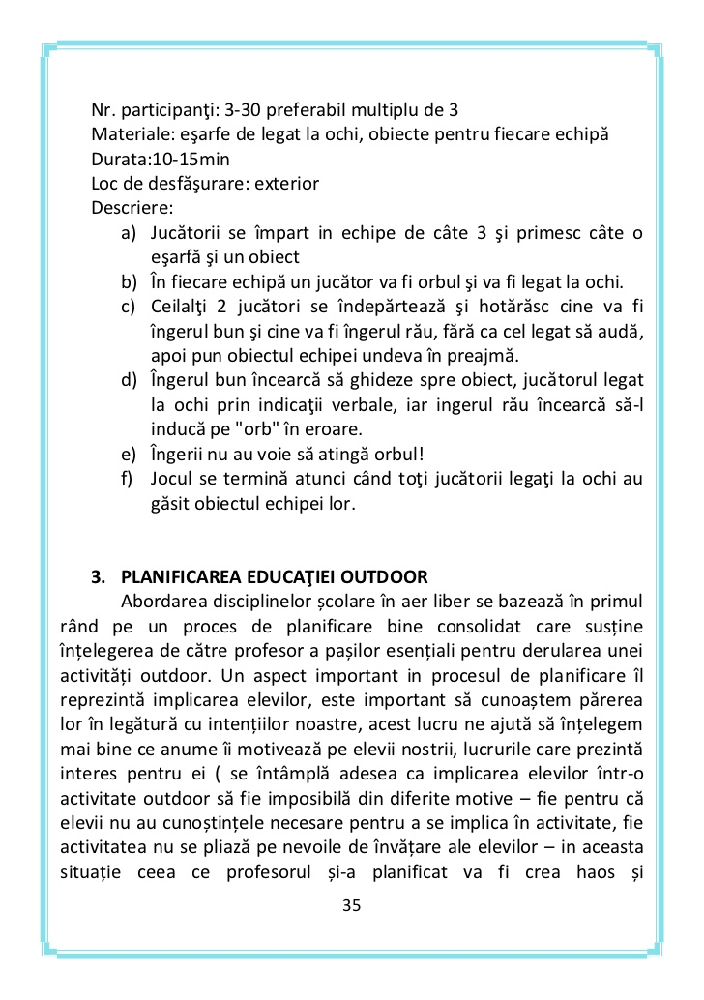 Nr. participanţi: 3-30 preferabil multiplu de 3
Materiale: eşarfe de legat la ochi, obiecte pentru fiecare echipă
Durata:10-15min
Loc de desfăşurare: exterior
Descriere:
a) Jucătorii se împart in echipe de câte 3 şi primesc câte o
eşarfă şi un obiect
b) În fiecare echipă un jucător va fi orbul şi va fi legat la ochi.
c) Ceilalţi 2 jucători se îndepărtează şi hotărăsc cine va fi
îngerul bun şi cine va fi îngerul rău, fără ca cel legat să audă,
apoi pun obiectul echipei undeva în preajmă.
d) Îngerul bun încearcă să ghideze spre obiect, jucătorul legat
la ochi prin indicaţii verbale, iar ingerul rău încearcă să-l
inducă pe "orb" în eroare.
e) Îngerii nu au voie să atingă orbul!
f) Jocul se termină atunci când toţi jucătorii legaţi la ochi au
găsit obiectul echipei lor.
3. PLANIFICAREA EDUCAŢIEI OUTDOOR
Abordarea disciplinelor școlare în aer liber se bazează în primul
rând pe un proces de planificare bine consolidat care susține
înțelegerea de către profesor a pașilor esențiali pentru derularea unei
activități outdoor. Un aspect important in procesul de planificare îl
reprezintă implicarea elevilor, este important să cunoaștem părerea
lor în legătură cu intențiilor noastre, acest lucru ne ajută să înțelegem
mai bine ce anume îi motivează pe elevii nostrii, lucrurile care prezintă
interes pentru ei ( se întâmplă adesea ca implicarea elevilor într-o
activitate outdoor să fie imposibilă din diferite motive – fie pentru că
elevii nu au cunoștințele necesare pentru a se implica în activitate, fie
activitatea nu se pliază pe nevoile de învățare ale elevilor – in aceasta
situație ceea ce profesorul și-a planificat va fi crea haos și
35